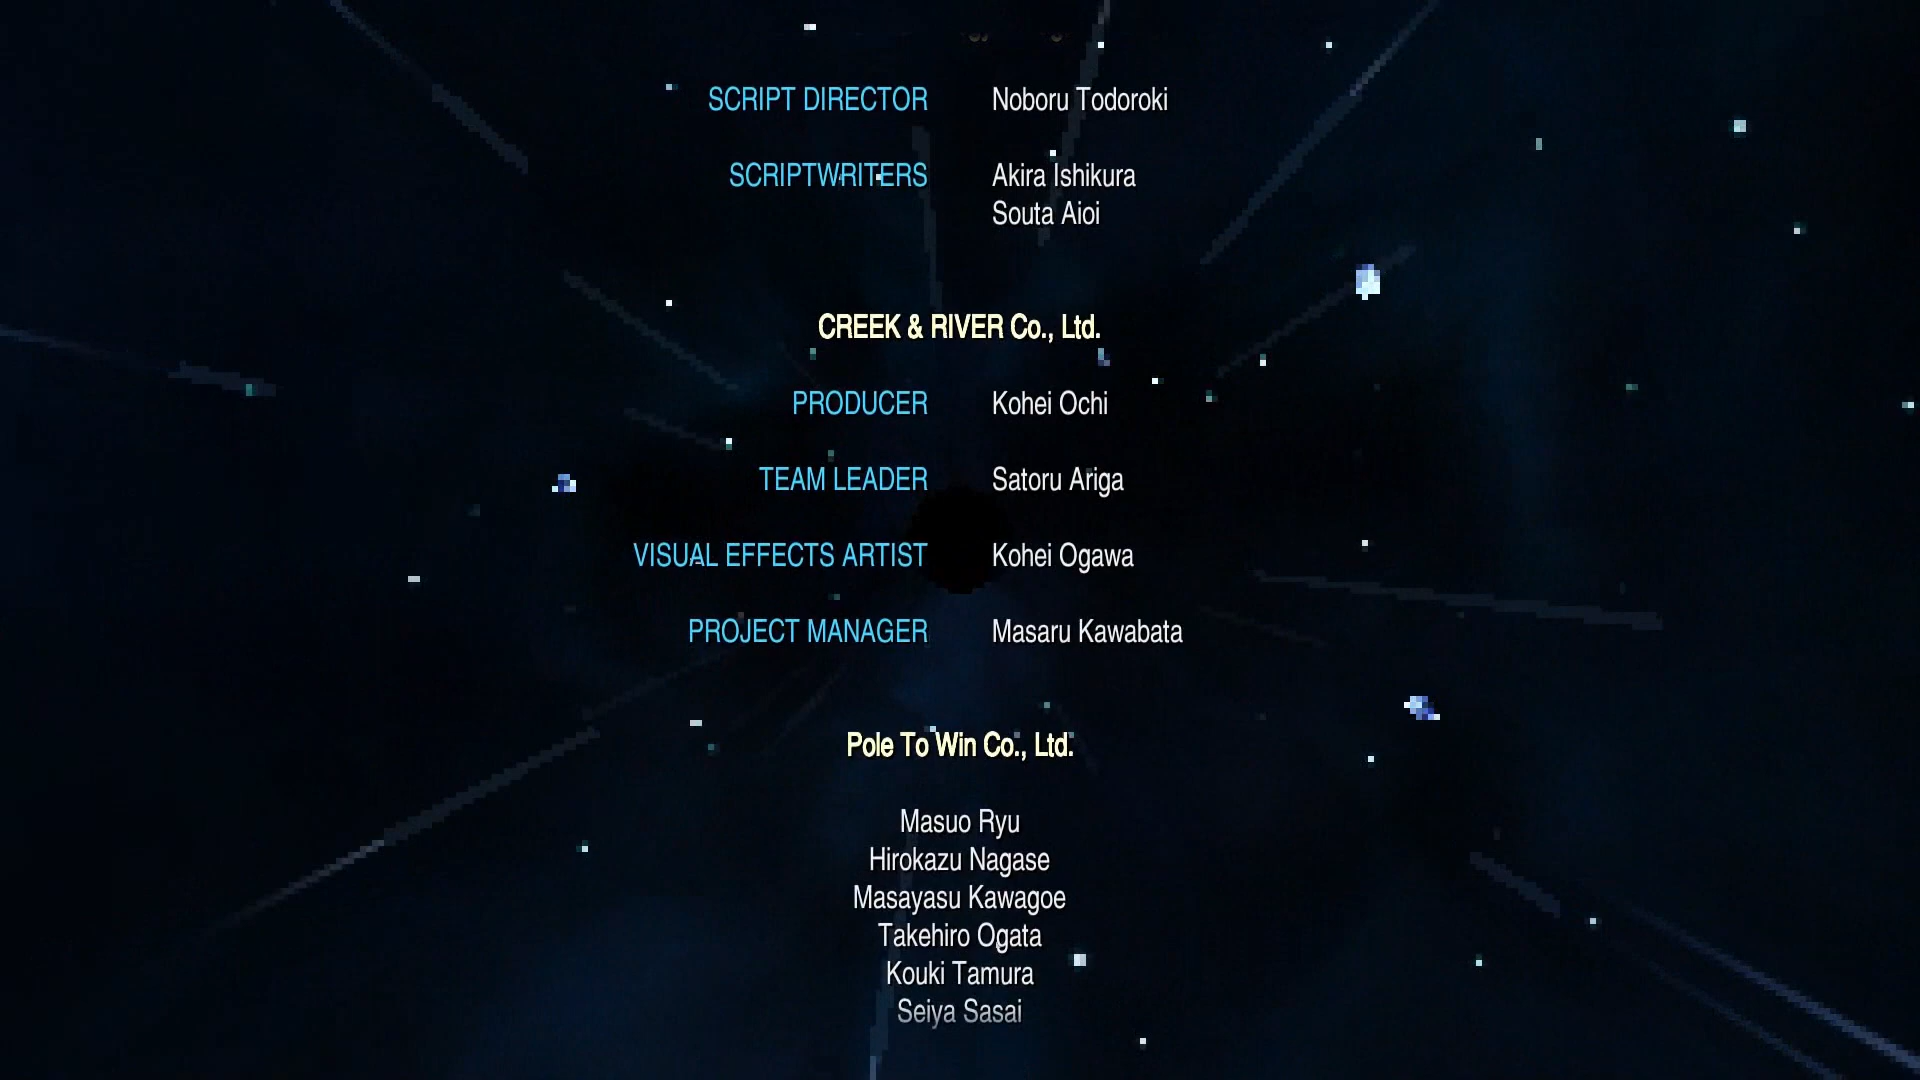 SCRIPT DIRECTOR Noboru Todoroki
SCRIPTWRITERS Akira Ishikura
Souta Aioi
CREEK & RIVER Co., Ltd.
PRODUCER Kohei Ochi
TEAM LEADER Satoru Ariga
VISUAL EFFECTS ARTIST Kohei Ogawa
PROJECT MANAGER Masaru Kawabata
Pole To Win Co., Ltd.
Masuo Ryu
Hirokazu Nagase
Masayasu Kawagoe
Takehiro Ogata
Kouki Tamura
Seiya Sasai